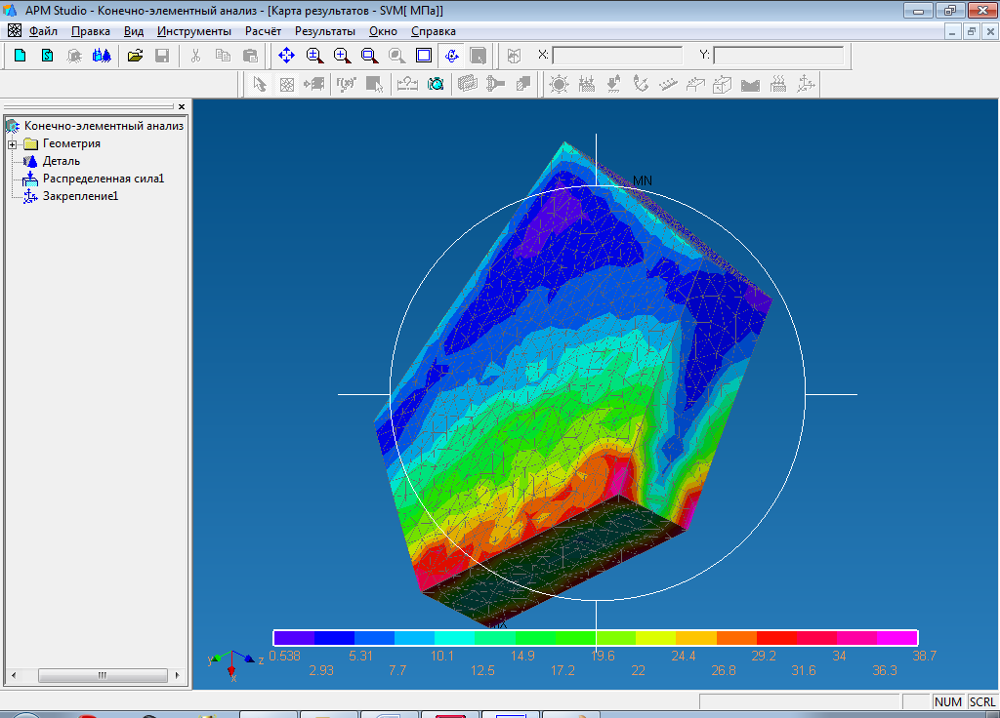 APM Studio - Конечно-элементный анализ - [Карта результатов - SVM[ МПа]]
Файл Правка Вид Инструменты Расчёт Результаты Окно Справка
X: Y:
Конечно-элементный анализ
Геометрия
Деталь
Распределенная сила1
Закрепление1
MN
0.538 5.31 10.1 14.9 19.6 24.4 29.2 34 38.7
2.93 7.7 12.5 17.2 22 26.8 31.6 36.3
y z
x
NUM SCRL